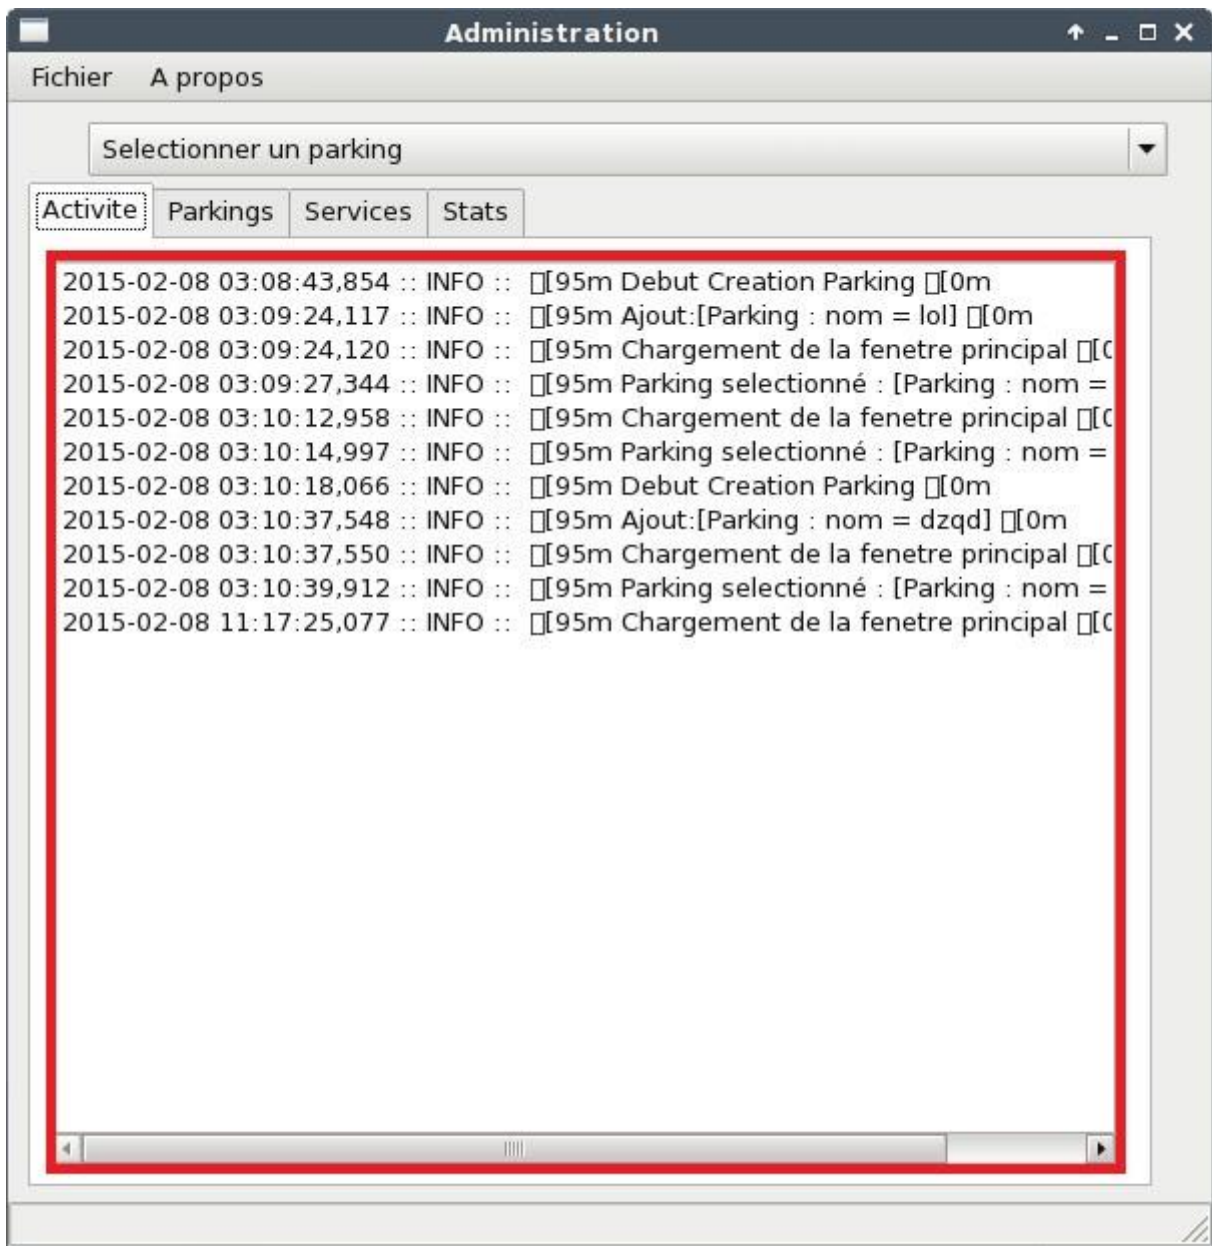 Administration
Fichier A propos
Selectionner un parking
Activite Parkings Services Stats
2015-02-08 03:08:43,854 :: INFO :: ▯[95m Debut Creation Parking ▯[0m
2015-02-08 03:09:24,117 :: INFO :: ▯[95m Ajout:[Parking : nom = lol] ▯[0m
2015-02-08 03:09:24,120 :: INFO :: ▯[95m Chargement de la fenetre principal ▯[0
2015-02-08 03:09:27,344 :: INFO :: ▯[95m Parking selectionné : [Parking : nom =
2015-02-08 03:10:12,958 :: INFO :: ▯[95m Chargement de la fenetre principal ▯[0
2015-02-08 03:10:14,997 :: INFO :: ▯[95m Parking selectionné : [Parking : nom =
2015-02-08 03:10:18,066 :: INFO :: ▯[95m Debut Creation Parking ▯[0m
2015-02-08 03:10:37,548 :: INFO :: ▯[95m Ajout:[Parking : nom = dzqd] ▯[0m
2015-02-08 03:10:37,550 :: INFO :: ▯[95m Chargement de la fenetre principal ▯[0
2015-02-08 03:10:39,912 :: INFO :: ▯[95m Parking selectionné : [Parking : nom =
2015-02-08 11:17:25,077 :: INFO :: ▯[95m Chargement de la fenetre principal ▯[0